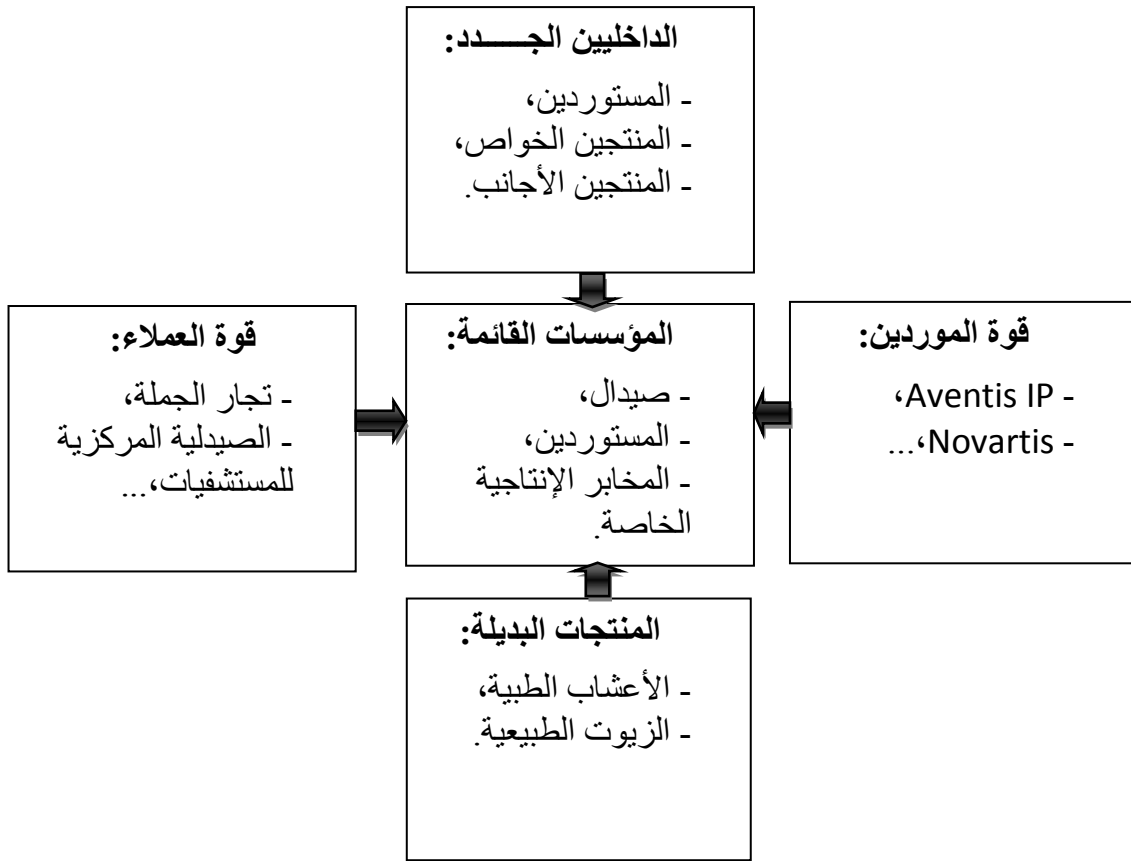 الداخليين الجـــــدد:
- المستوردين،
- المنتجين الخواص،
- المنتجين الأجانب.
قوة الموردين:
- Aventis IP،
- Novartis،...
المؤسسات القائمة:
- صيدال،
- المستوردين،
- المخابر الإنتاجية
الخاصة.
قوة العملاء:
- تجار الجملة،
- الصيدلية المركزية
للمستشفيات،...
المنتجات البديلة:
- الأعشاب الطبية،
- الزيوت الطبيعية.